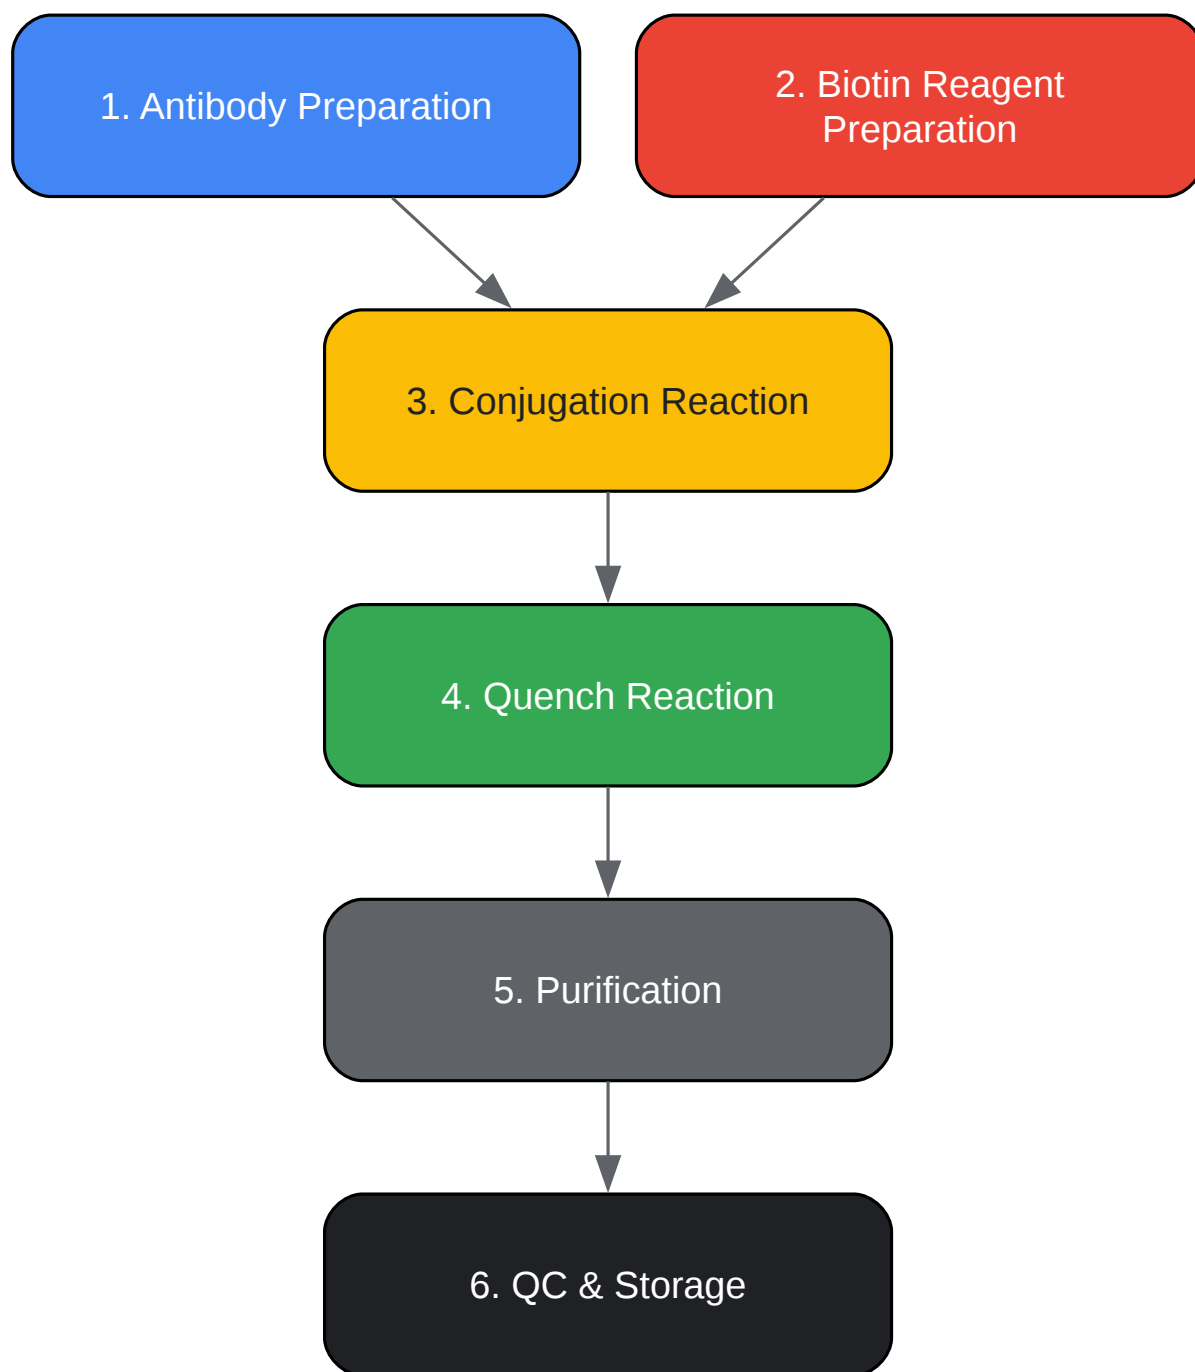 1. Antibody Preparation
2. Biotin Reagent
Preparation
3. Conjugation Reaction
4. Quench Reaction
5. Purification
6. QC & Storage